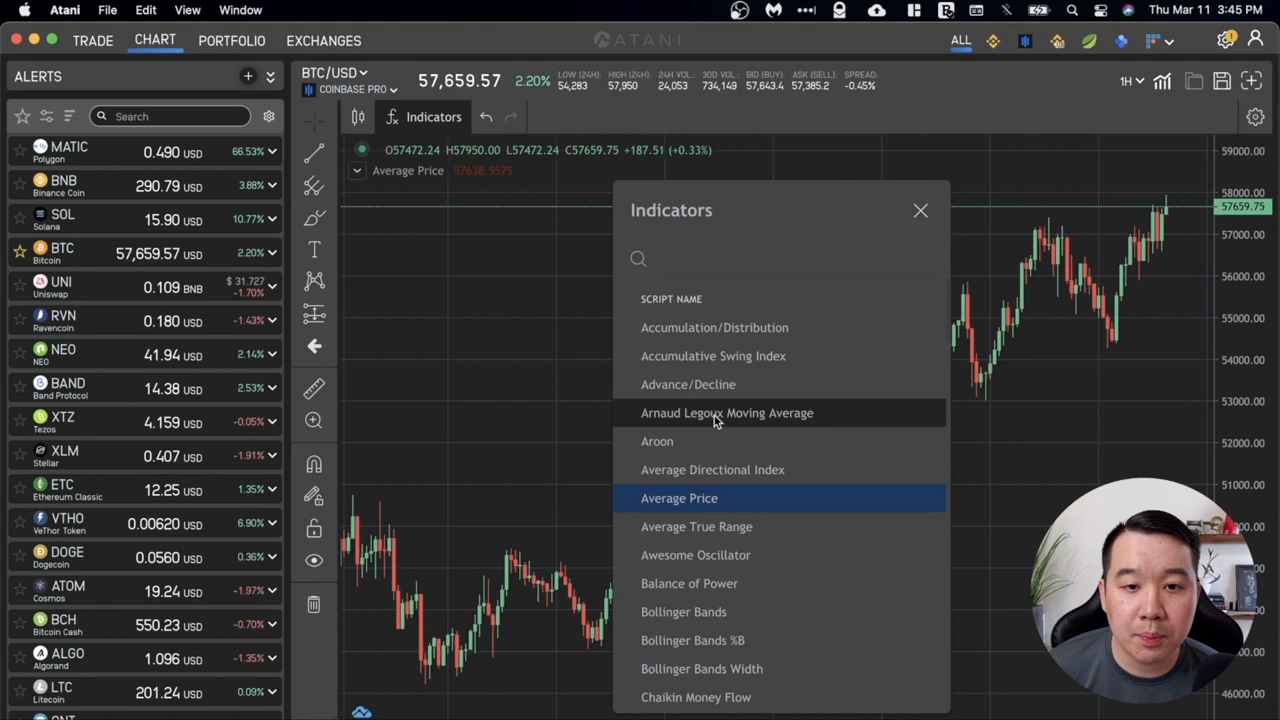 Atani File Edit View Window Thu Mar 11 3:45 PM
TRADE CHART PORTFOLIO EXCHANGES
ATANI
ALL
ALERTS
Search
MATIC 0.490 USD 66.53%
Polygon
BNB 290.79 USD 3.88%
Binance Coin
SOL 15.90 USD 10.77%
Solana
BTC 57,659.57 USD 2.20%
Bitcoin
UNI 0.109 BNB $ 31.727
Uniswap -1.70%
RVN 0.180 USD -1.43%
Ravencoin
NEO 41.94 USD 2.14%
NEO
BAND 14.38 USD 2.53%
Band Protocol
XTZ 4.159 USD -0.05%
Tezos
XLM 0.407 USD -1.91%
Stellar
ETC 12.25 USD 1.35%
Ethereum Classic
VTHO 0.00620 USD 6.90%
VeThor Token
DOGE 0.0560 USD 0.36%
Dogecoin
ATOM 19.24 USD -1.97%
Cosmos
BCH 550.23 USD -0.70%
Bitcoin Cash
ALGO 1.096 USD -1.35%
Algorand
LTC 201.24 USD 0.09%
Litecoin
BTC/USD
COINBASE PRO
57,659.57 2.20%
LOW (24H): HIGH (24H): 24H VOL.: 30D VOL: BID (BUY): ASK (SELL): SPREAD:
54,283 57,950 24,053 734,149 57,643.4 57,385.2 -0.45%
1H
Indicators
O57472.24 H57950.00 L57472.24 C57659.75 +187.51 (+0.33%)
Average Price 57638.5575
Indicators
SCRIPT NAME
Accumulation/Distribution
Accumulative Swing Index
Advance/Decline
Arnaud Legoux Moving Average
Aroon
Average Directional Index
Average Price
Average True Range
Awesome Oscillator
Balance of Power
Bollinger Bands
Bollinger Bands %B
Bollinger Bands Width
Chaikin Money Flow
59000.00
58000.00
57659.75
57000.00
56000.00
55000.00
54000.00
53000.00
52000.00
51000.00
50000.00
46000.00